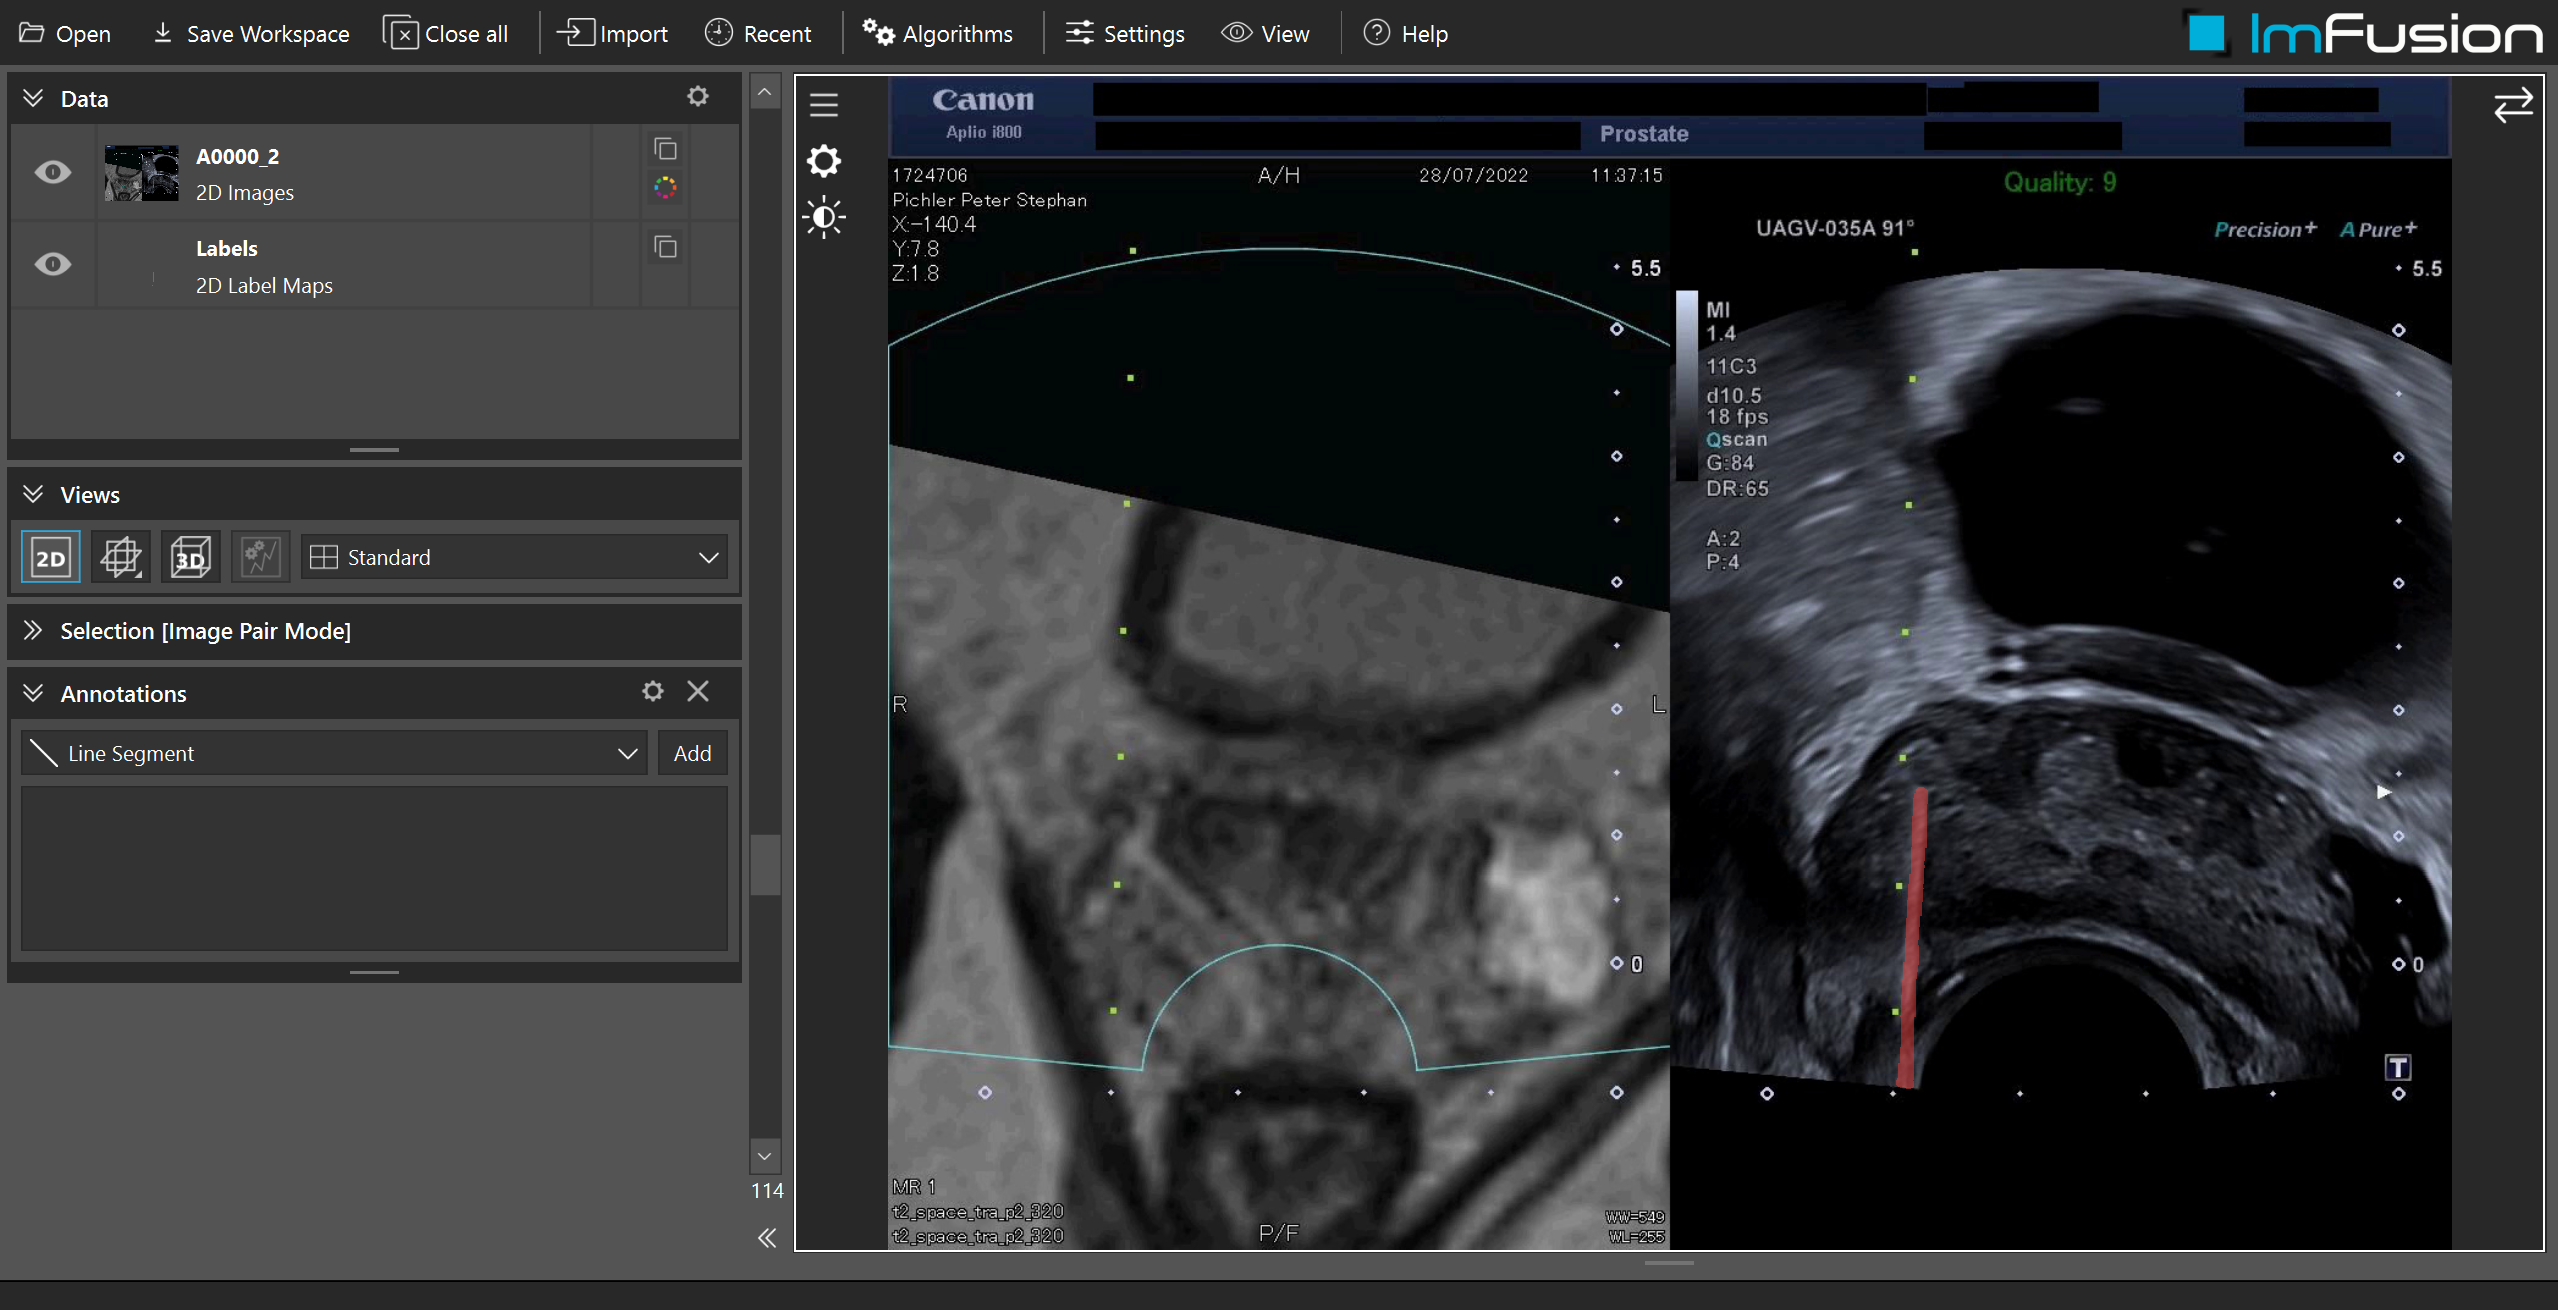 Open
Save Workspace
Close all
Import
Recent
Algorithms
Settings
View
Help
ImFusion
Data
A0000_2
2D Images
Labels
2D Label Maps
Views
2D
3D
Standard
Selection [Image Pair Mode]
Annotations
Line Segment
Add
114
Canon
Aplio i800
Prostate
1724706
A/H
28/07/2022
11:37:15
Pichler Peter Stephan
X:-140.4
Y:7.8
Z:1.8
5.5
R
L
0
MR 1
t2_space_tra_p2_320
t2_space_tra_p2_320
P/F
WW=549
WL=255
Quality: 9
UAGV-035A 91°
Precision+ A Pure+
5.5
MI
1.4
11C3
d10.5
18 fps
Qscan
G:84
DR:65
A:2
P:4
0
T